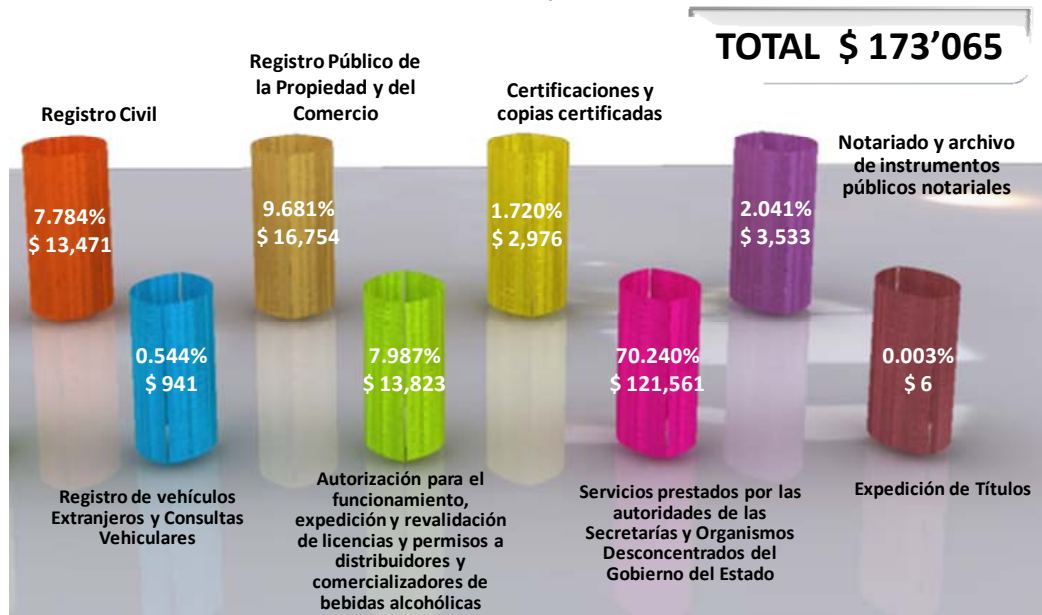 TOTAL $ 173’065
Registro Civil
7.784%
$ 13,471
Registro Público de
la Propiedad y del
Comercio
9.681%
$ 16,754
Certificaciones y
copias certificadas
1.720%
$ 2,976
Notariado y archivo
de instrumentos
públicos notariales
2.041%
$ 3,533
0.544%
$ 941
Registro de vehículos
Extranjeros y Consultas
Vehiculares
7.987%
$ 13,823
Autorización para el
funcionamiento,
expedición y revalidación
de licencias y permisos a
distribuidores y
comercializadores de
bebidas alcohólicas
70.240%
$ 121,561
Servicios prestados por las
autoridades de las
Secretarías y Organismos
Desconcentrados del
Gobierno del Estado
0.003%
$ 6
Expedición de Títulos